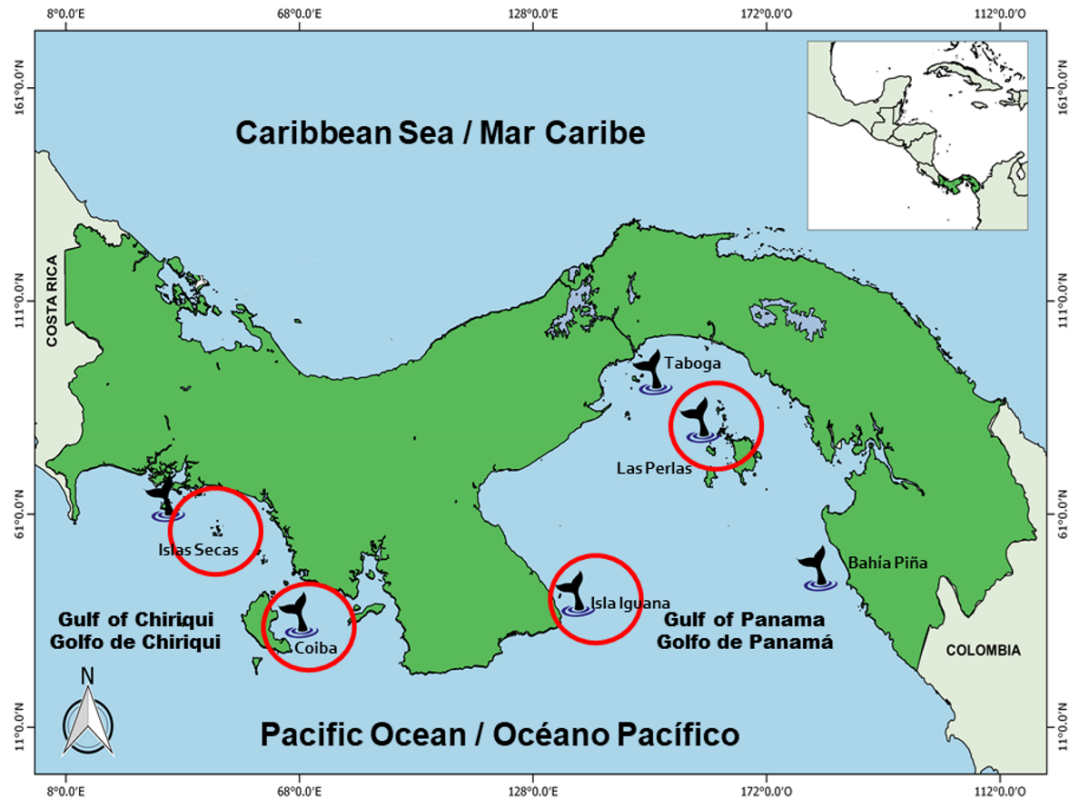 8°0.0'0 68°0.0'E 128°0.0'E 172°0.0'O 112°0.0'O
161°0.0'N 161°0.0'N
Caribbean Sea / Mar Caribe
COSTA RICA
111°0.0'N 111°0.0'N
Taboga
Las Perlas
61°0.0'N 61°0.0'N
Islas Secas
Bahía Piña
Isla Iguana
Gulf of Chiriqui
Golfo de Chiriqui
Gulf of Panama
Golfo de Panamá
Coiba
COLOMBIA
N
11°0.0'N 11°0.0'N
Pacific Ocean / Océano Pacífico
8°0.0'0 68°0.0'E 128°0.0'E 172°0.0'O 112°0.0'O